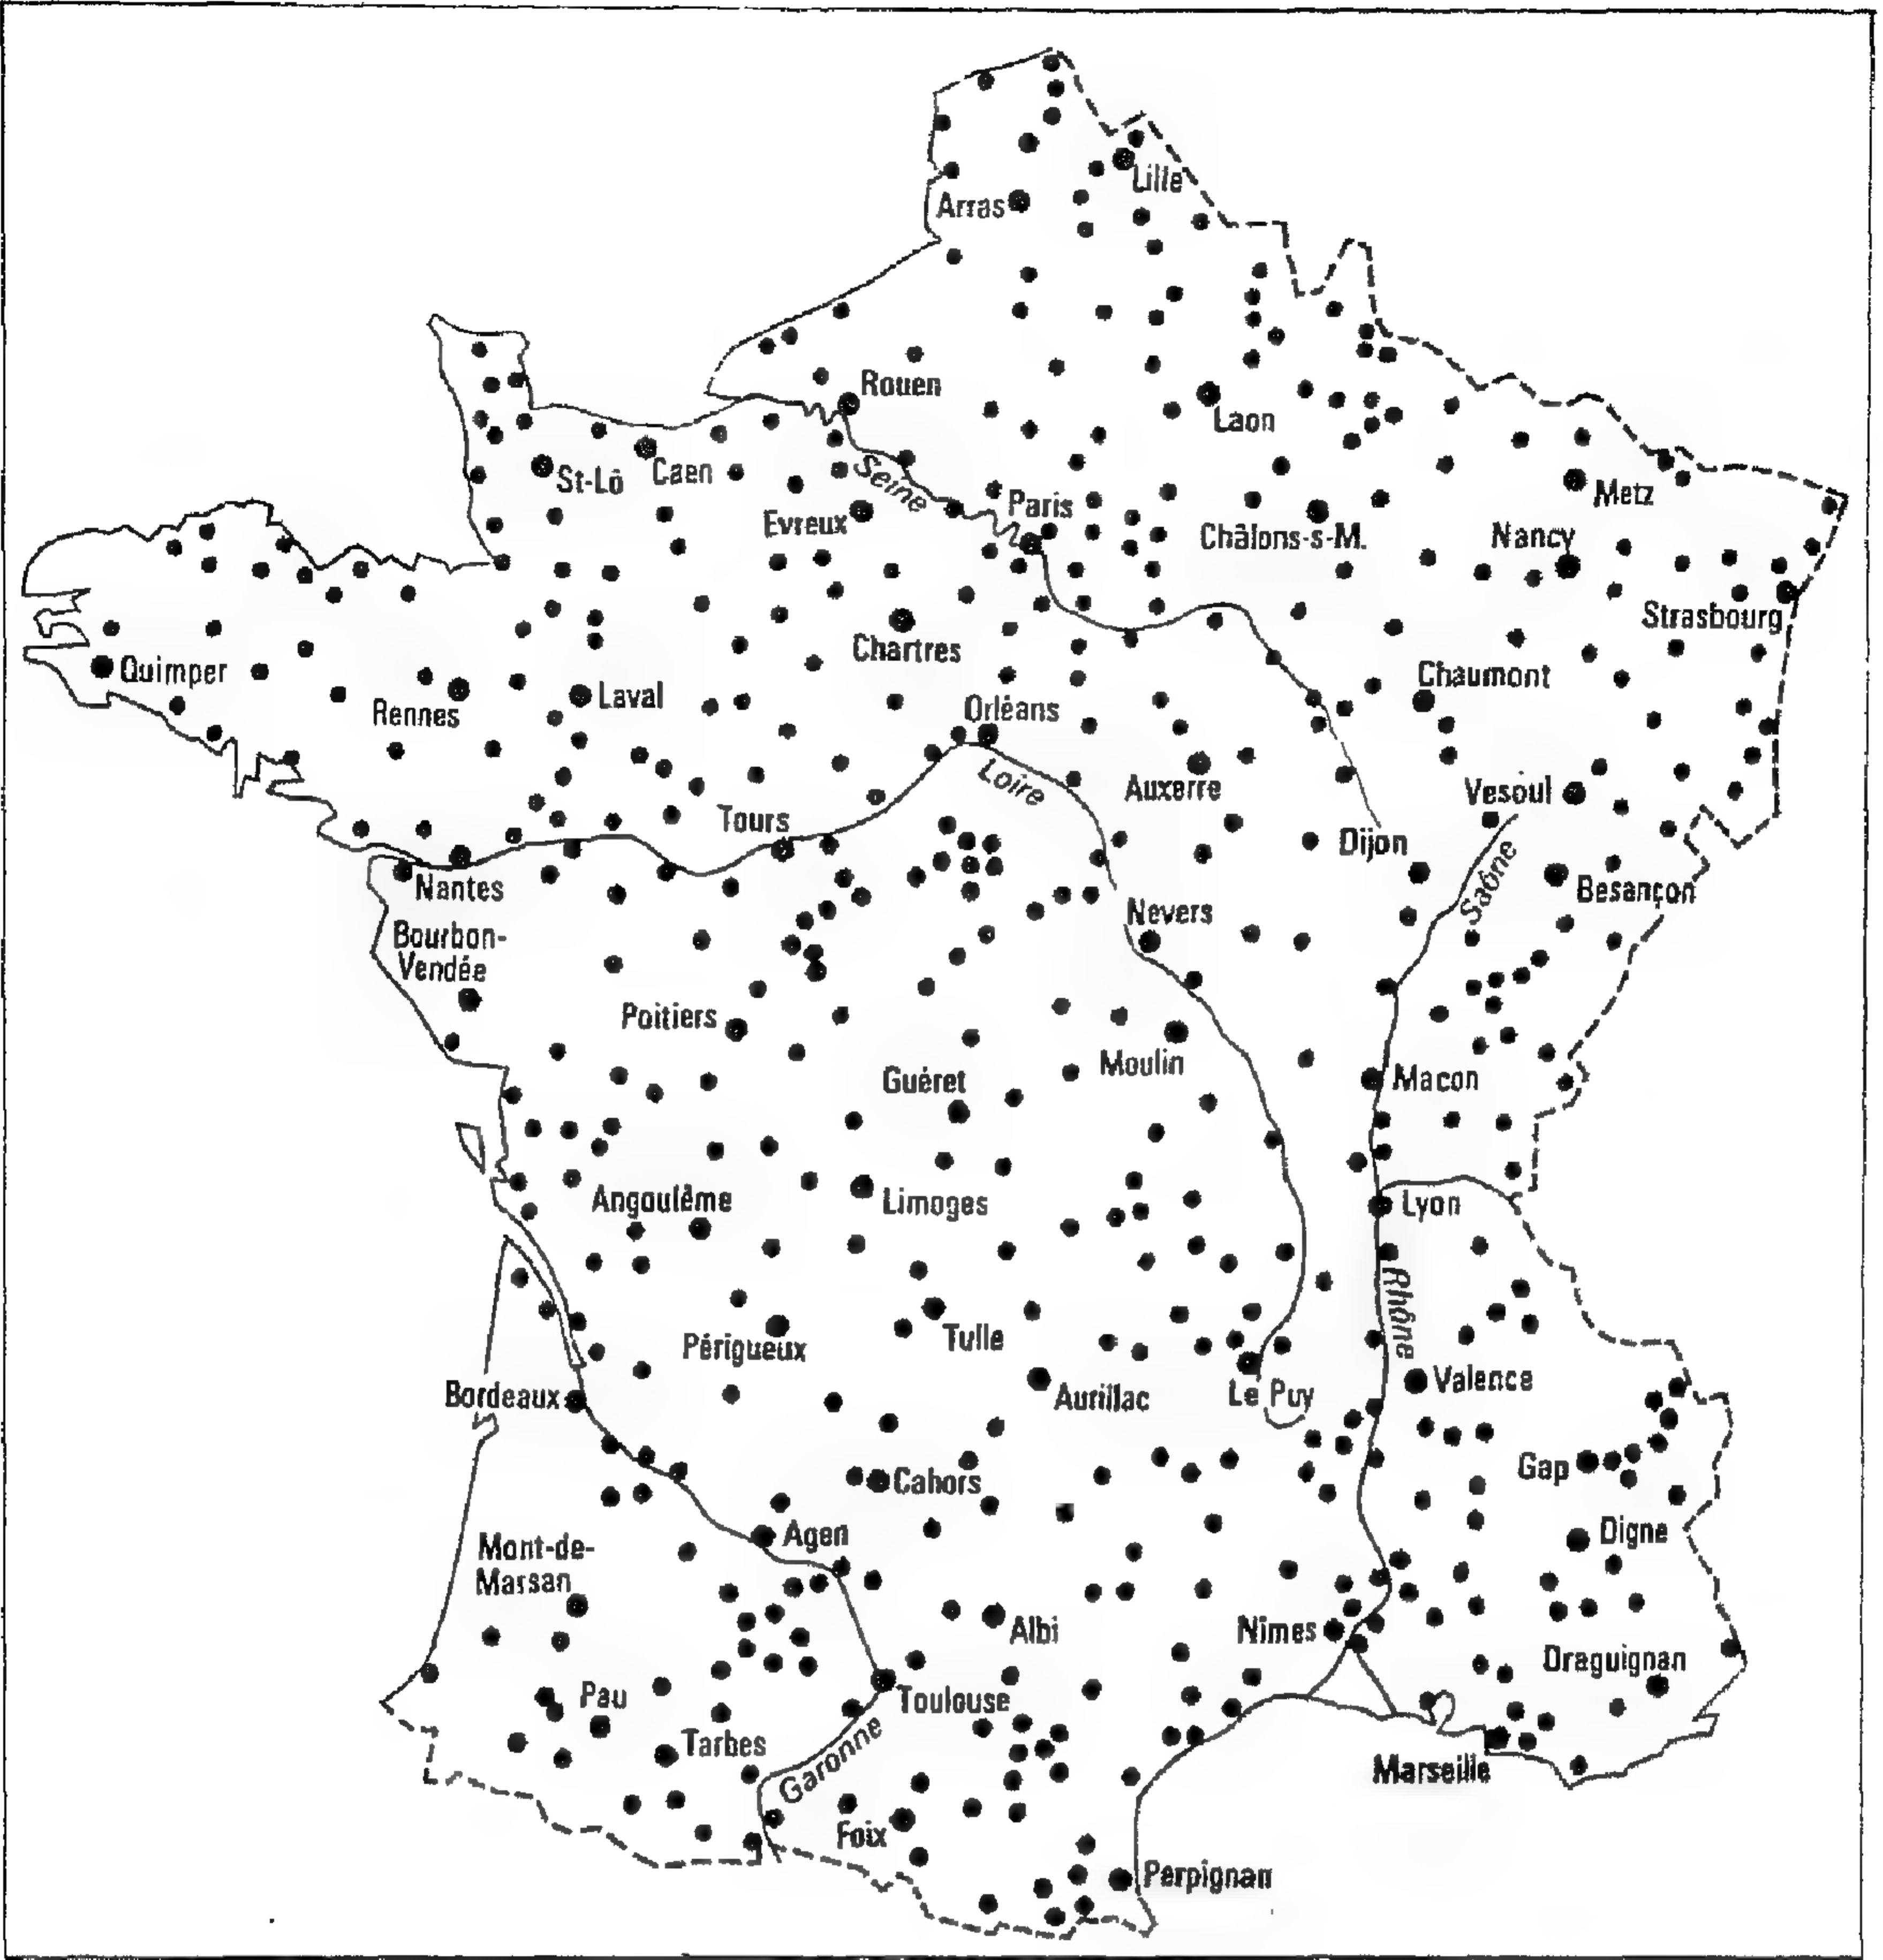 Lille
Arras
Rouen
Laon
St-Lô
Caen
Seine
Metz
Paris
Evreux
Châlons-s-M.
Nancy
Strasbourg
Chartres
Quimper
Chaumont
Laval
Rennes
Orléans
Loire
Auxerre
Vesoul
Tours
Dijon
Saône
Nantes
Besançon
Nevers
Bourbon-
Vendée
Poitiers
Moulin
Guéret
Macon
Angoulême
Limoges
Lyon
Rhône
Périgueux
Tulle
Bordeaux
Aurillac
Le Puy
Valence
Gap
Cahors
Agen
Digne
Mont-de-
Marsan
Albi
Nîmes
Draguignan
Pau
Toulouse
Tarbes
Garonne
Marseille
Foix
Perpignan